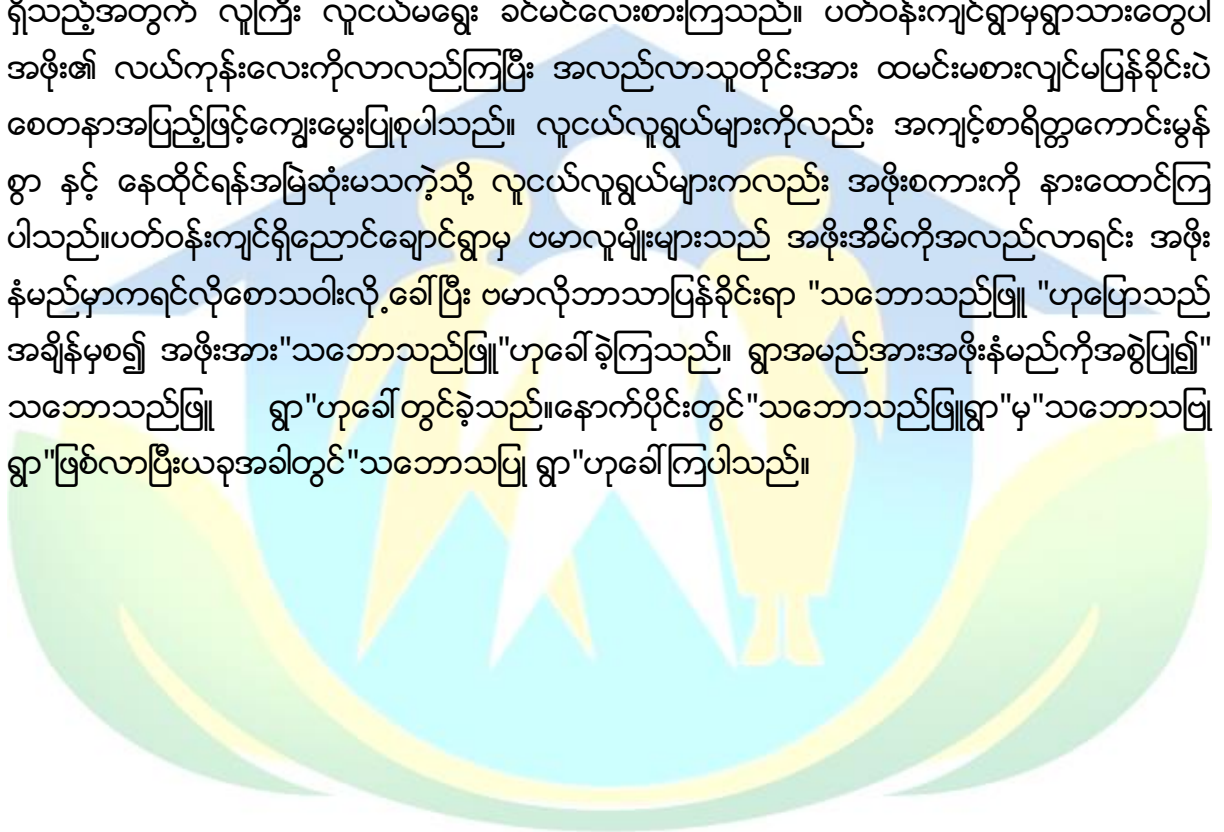 ရှိသည့်အတွက် လူကြီး လူငယ်မရွေး ခင်မင်လေးစားကြသည်။ ပတ်ဝန်းကျင်ရွာမှရွာသားတွေပါ
အဖိုး၏ လယ်ကုန်းလေးကိုလာလည်ကြပြီး အလည်လာသူတိုင်းအား ထမင်းမစားလျှင်မပြန်ခိုင်းပဲ
စေတနာအပြည့်ဖြင့်ကျွေးမွေးပြုစုပါသည်။ လူငယ်လူရွယ်များကိုလည်း အကျင့်စာရိတ္တကောင်းမွန်
စွာ နှင့် နေထိုင်ရန်အမြဲဆုံးမသကဲ့သို့ လူငယ်လူရွယ်များကလည်း အဖိုးစကားကို နားထောင်ကြ
ပါသည်။ပတ်ဝန်းကျင်ရှိညောင်ချောင်ရွာမှ ဗမာလူမျိုးများသည် အဖိုးအိမ်ကိုအလည်လာရင်း အဖိုး
နံမည်မှာကရင်လိုစောသဝါးလို့ ခေါ်ပြီး ဗမာလိုဘာသာပြန်ခိုင်းရာ "သဘောသည်ဖြူ "ဟုပြောသည်
အချိန်မှစ၍ အဖိုးအား"သဘောသည်ဖြူ"ဟုခေါ်ခဲ့ကြသည်။ ရွာအမည်အားအဖိုးနံမည်ကိုအစွဲပြု၍"
သဘောသည်ဖြူ ရွာ"ဟုခေါ်တွင်ခဲ့သည်။နောက်ပိုင်းတွင်"သဘောသည်ဖြူရွာ"မှ"သဘောသဗြု
ရွာ"ဖြစ်လာပြီးယခုအခါတွင်"သဘောသပြု ရွာ"ဟုခေါ်ကြပါသည်။